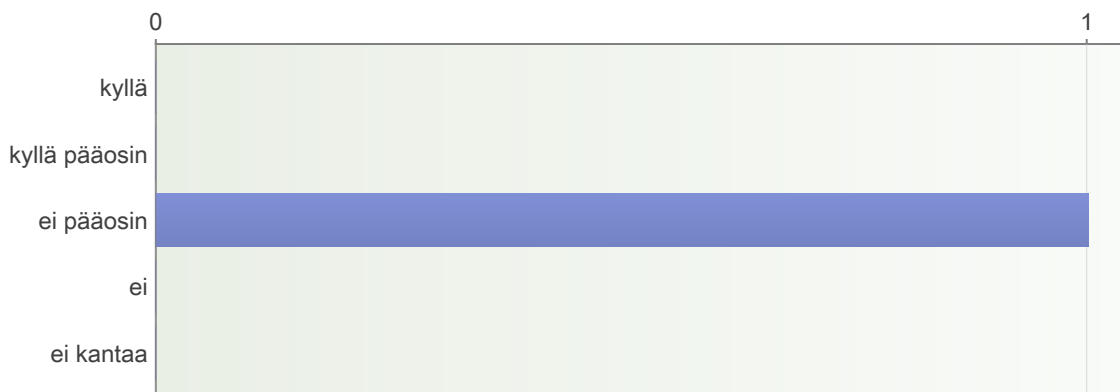 0 1
kyllä
kyllä pääosin
ei pääosin
ei
ei kantaa